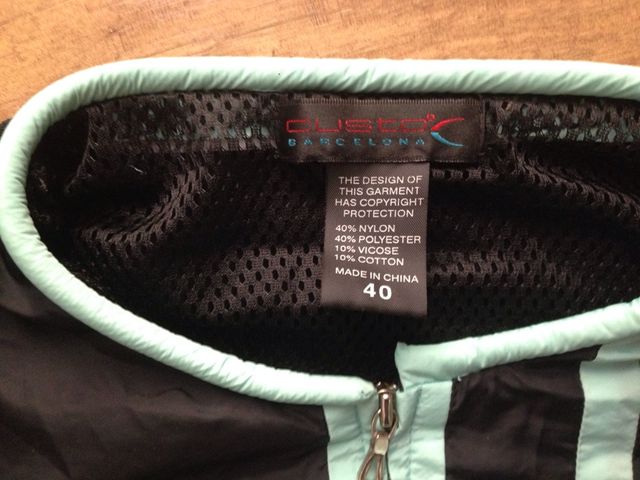 custo
BARCELONA
THE DESIGN OF
THIS GARMENT
HAS COPYRIGHT
PROTECTION
40% NYLON
40% POLYESTER
10% VICOSE
10% COTTON
MADE IN CHINA
40